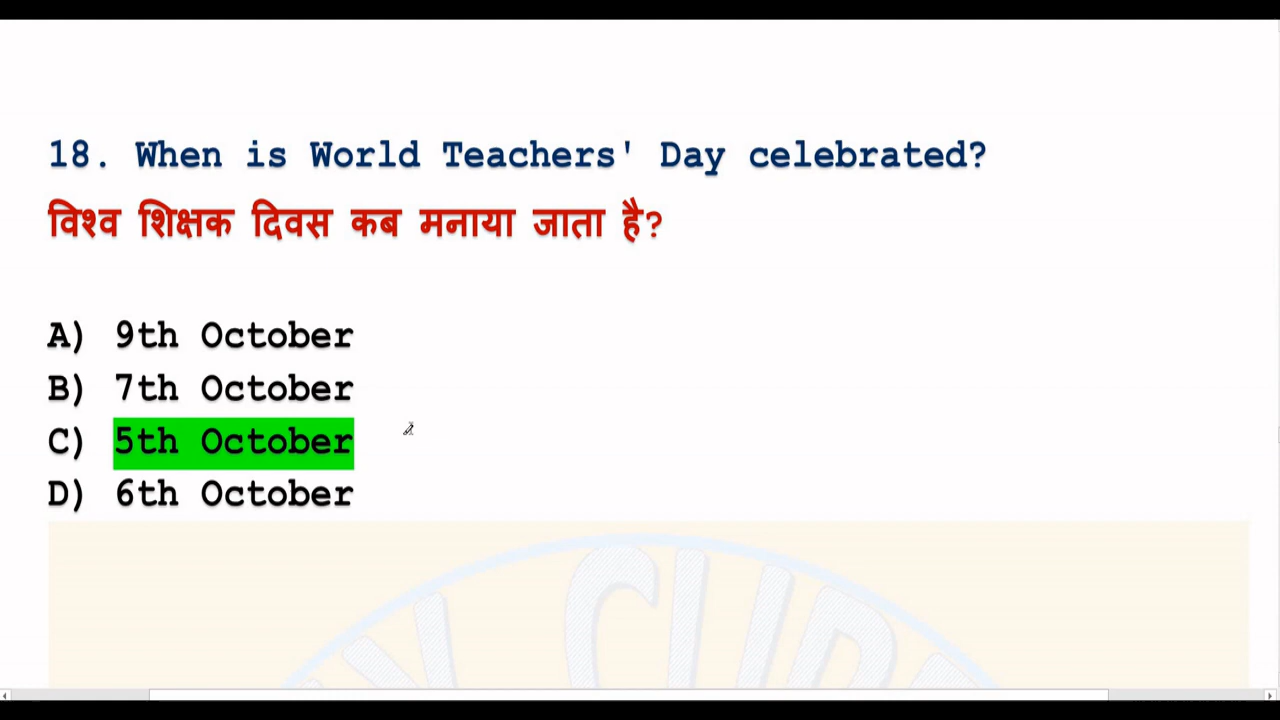 18. When is World Teachers' Day celebrated?
विश्व शिक्षक दिवस कब मनाया जाता है?
A) 9th October
B) 7th October
C) 5th October
D) 6th October